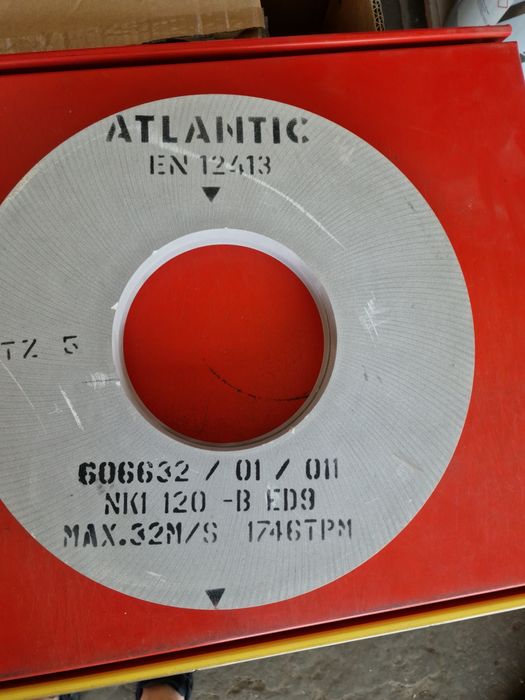 ATLANTIC
EN 12413
TZ 5
606632 / 01 / 011
NK1 120 -B ED9
MAX.32M/S 1746TPM